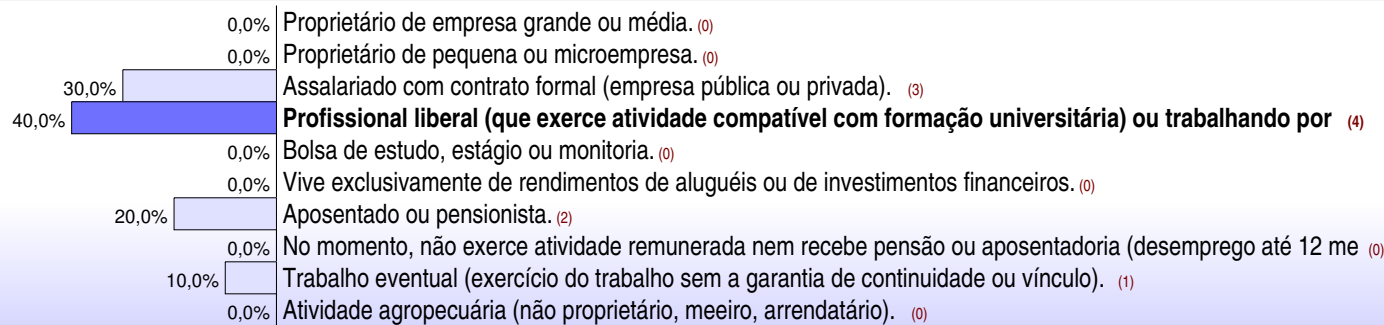 0,0% Proprietário de empresa grande ou média. (0)
0,0% Proprietário de pequena ou microempresa. (0)
30,0% Assalariado com contrato formal (empresa pública ou privada). (3)
40,0% Profissional liberal (que exerce atividade compatível com formação universitária) ou trabalhando por (4)
0,0% Bolsa de estudo, estágio ou monitoria. (0)
0,0% Vive exclusivamente de rendimentos de aluguéis ou de investimentos financeiros. (0)
20,0% Aposentado ou pensionista. (2)
0,0% No momento, não exerce atividade remunerada nem recebe pensão ou aposentadoria (desemprego até 12 me (0)
10,0% Trabalho eventual (exercício do trabalho sem a garantia de continuidade ou vínculo). (1)
0,0% Atividade agropecuária (não proprietário, meeiro, arrendatário). (0)